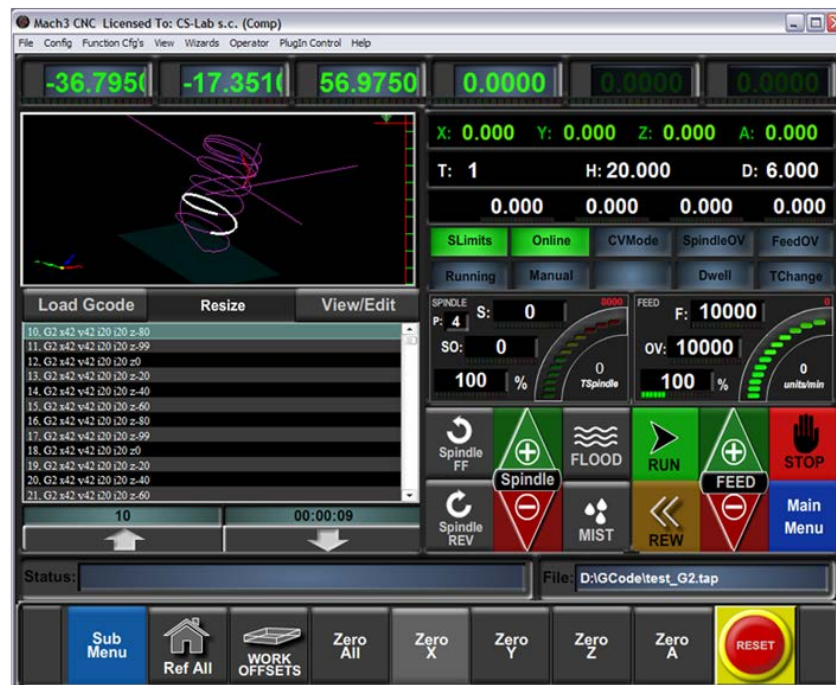 Mach3 CNC Licensed To: CS-Lab s.c. (Comp)
File Config Function Cfg's View Wizards Operator PlugIn Control Help
-36.7950 -17.3510 56.9750 0.0000 0.0000 0.0000
X: 0.000 Y: 0.000 Z: 0.000 A: 0.000
T: 1 H: 20.000 D: 6.000
0.000 0.000 0.000 0.000
SLimits Online CVMode SpindleOV FeedOV
Running Manual Dwell TChange
Load Gcode Resize View/Edit
10. G2 x42 y42 i20 j20 z-80
11. G2 x42 y42 i20 j20 z-99
12. G2 x42 y42 i20 j20 z0
13. G2 x42 y42 i20 j20 z-20
14. G2 x42 y42 i20 j20 z-40
15. G2 x42 y42 i20 j20 z-60
16. G2 x42 y42 i20 j20 z-80
17. G2 x42 y42 i20 j20 z-99
18. G2 x42 y42 i20 j20 z0
19. G2 x42 y42 i20 j20 z-20
20. G2 x42 y42 i20 j20 z-40
21. G2 x42 y42 i20 j20 z-60
10 00:00:09
SPINDLE 8000
P: 4 S: 0
SO: 0
100 %
0
TSpindle
FEED 0
F: 10000
OV: 10000
100 %
0
units/min
Spindle FF
Spindle
FLOOD
RUN
FEED
STOP
Spindle REV
MIST
REW
Main Menu
Status: File: D:\GCode\test_G2.tap
Sub Menu
Ref All
WORK OFFSETS
Zero All
Zero X
Zero Y
Zero Z
Zero A
RESET